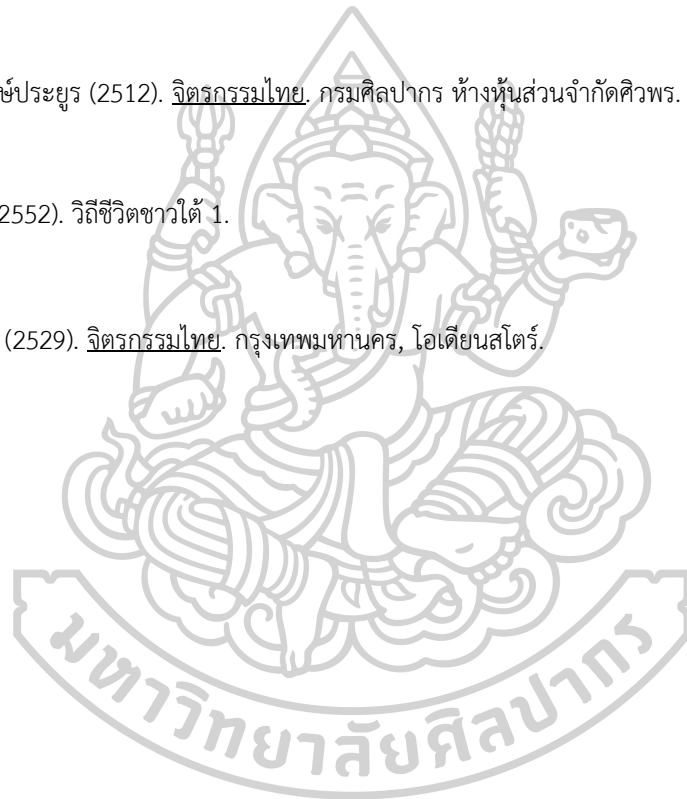 ษ์ประยูร (2512). จิตรกรรมไทย. กรมศิลปากร ห้างหุ้นส่วนจำกัดศิวพร.
2552). วิถีชีวิตชาวใต้ 1.
(2529). จิตรกรรมไทย. กรุงเทพมหานคร, โอเดียนสโตร์.
มหาวิทยาลัยศิลปากร